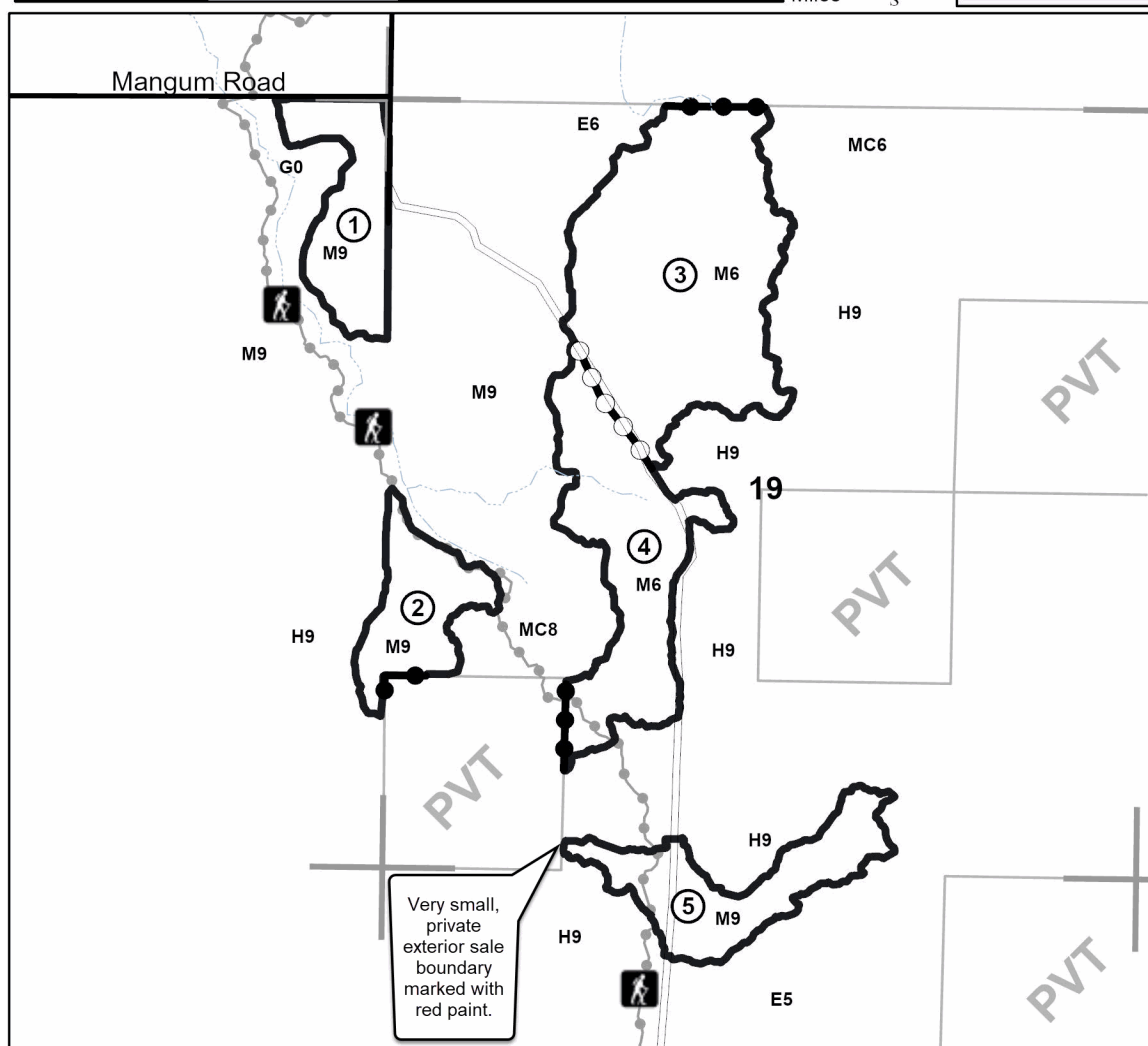 Mangum Road
E6
MC6
G0
1
M9
3
M6
H9
M9
M9
H9
19
4
M6
2
MC8
H9
M9
H9
PVT
PVT
PVT
H9
5
M9
H9
E5
PVT
Very small,
private
exterior sale
boundary
marked with
red paint.